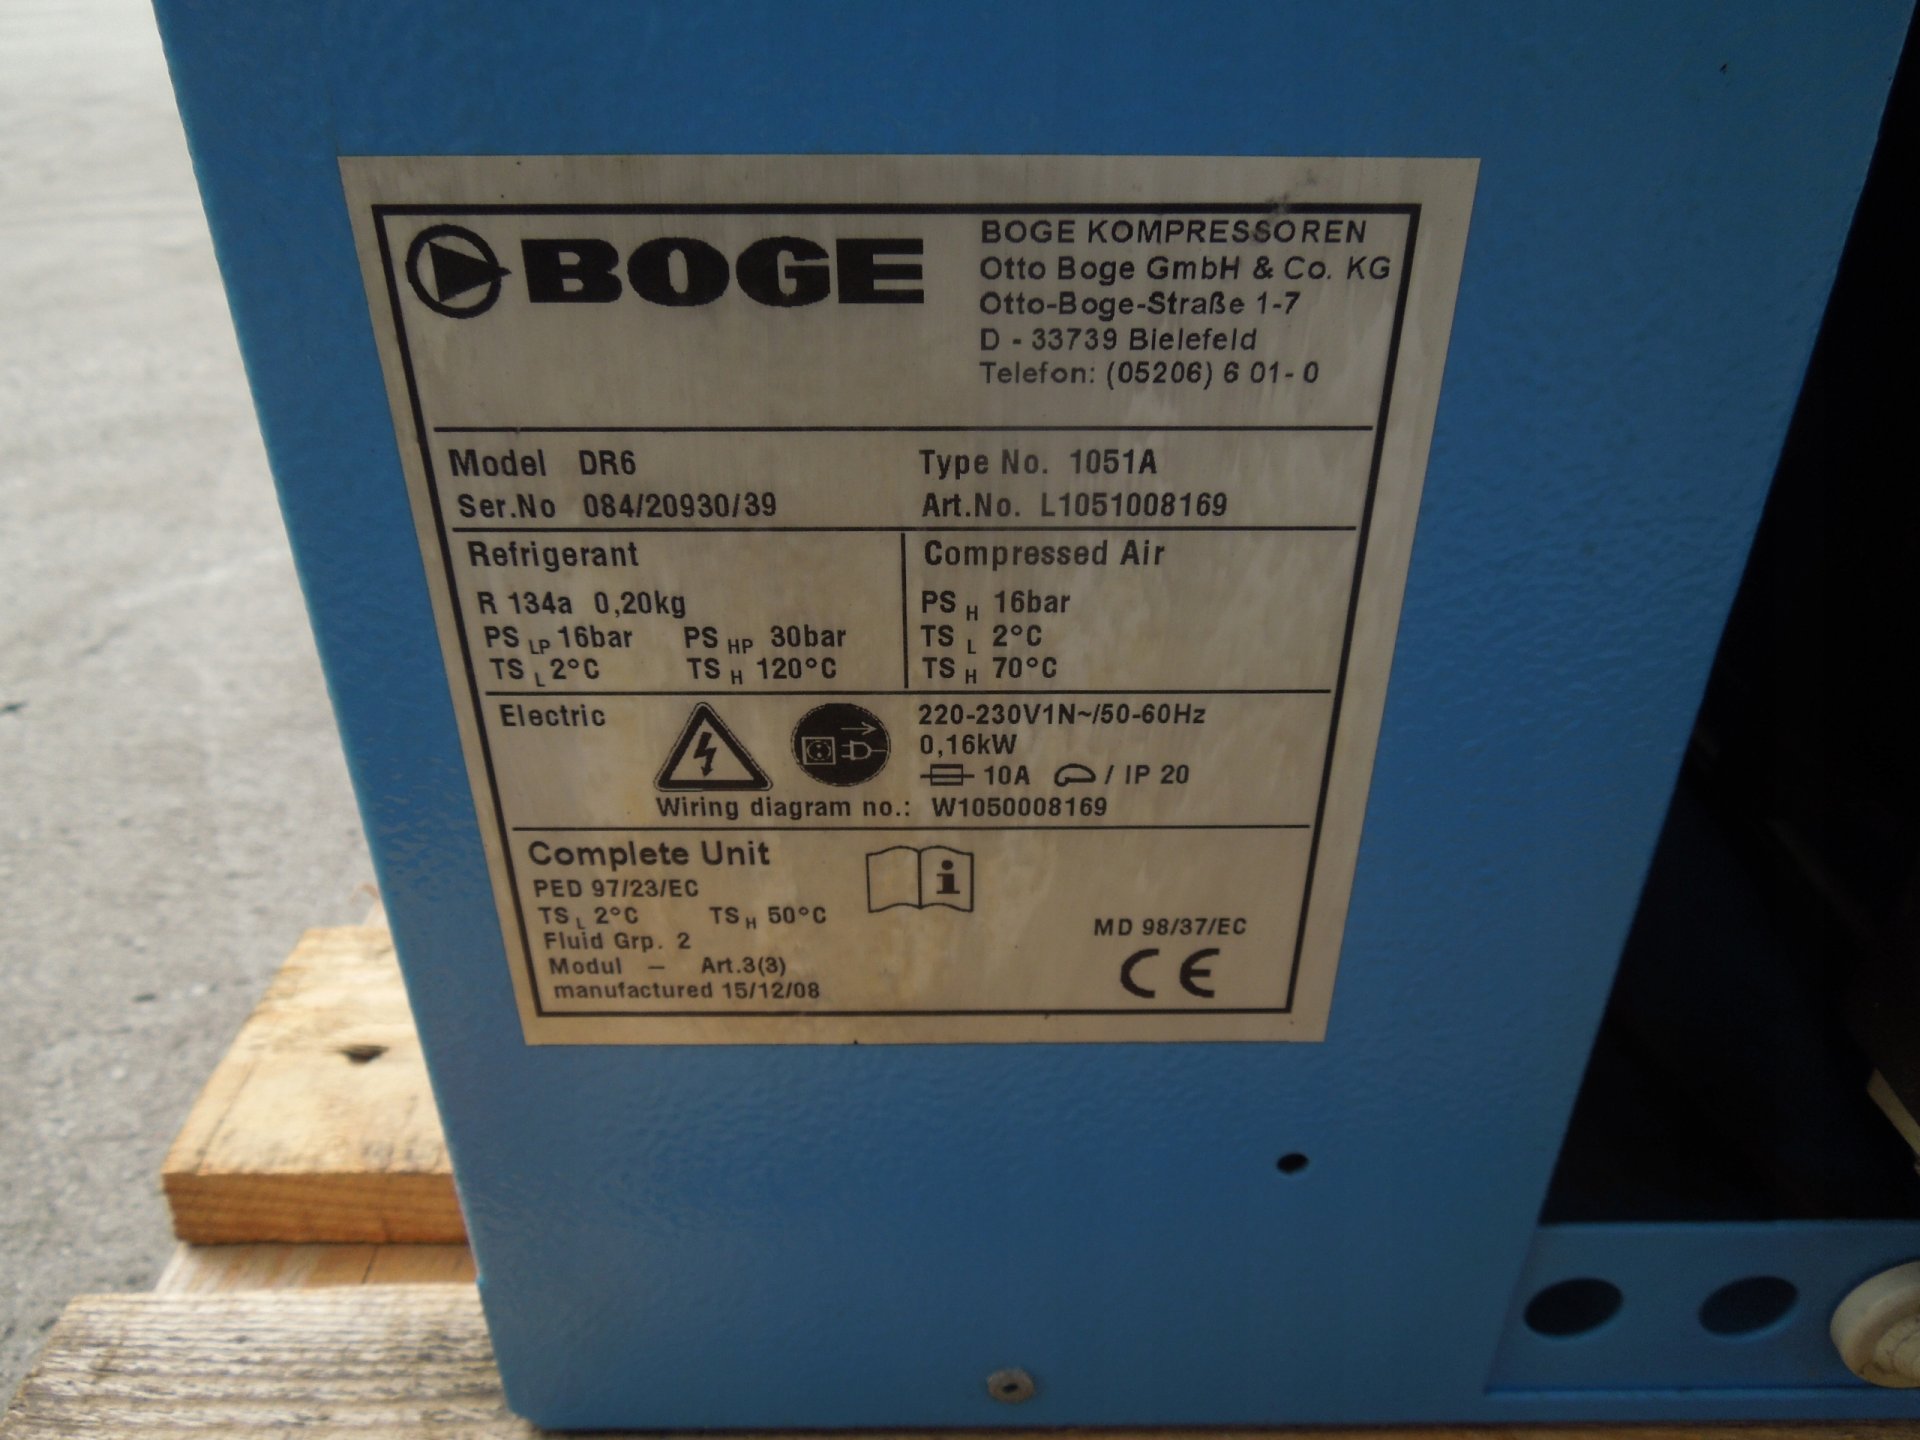 BOGE
BOGE KOMPRESSOREN
Otto Boge GmbH & Co. KG
Otto-Boge-Straße 1-7
D - 33739 Bielefeld
Telefon: (05206) 6 01- 0
Model DR6 Type No. 1051A
Ser.No 084/20930/39 Art.No. L1051008169
Refrigerant
R 134a 0,20kg
PS LP 16bar PS HP 30bar
TS L 2°C TS H 120°C
Compressed Air
PS H 16bar
TS L 2°C
TS H 70°C
Electric
220-230V1N~/50-60Hz
0,16kW
10A / IP 20
Wiring diagram no.: W1050008169
Complete Unit
PED 97/23/EC
TS L 2°C TS H 50°C
Fluid Grp. 2
Modul – Art.3(3)
manufactured 15/12/08
i
MD 98/37/EC
CE